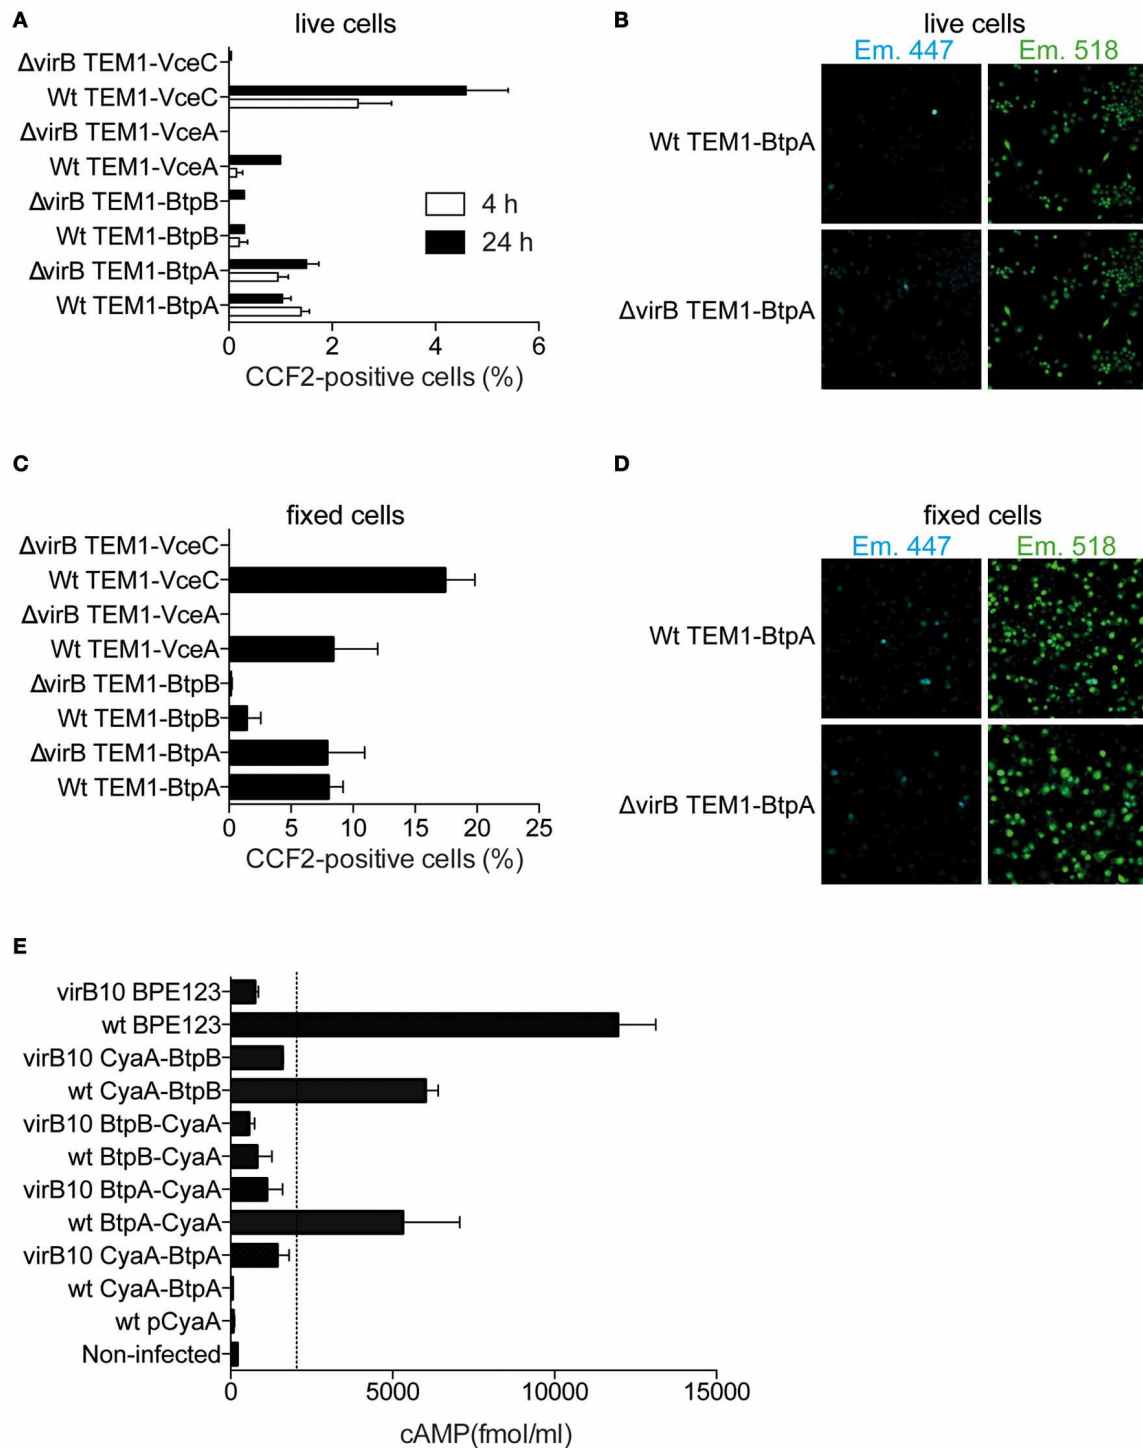 A
live cells
ΔvirB TEM1-VceC
Wt TEM1-VceC
ΔvirB TEM1-VceA
Wt TEM1-VceA
ΔvirB TEM1-BtpB
Wt TEM1-BtpB
ΔvirB TEM1-BtpA
Wt TEM1-BtpA
4 h
24 h
0 2 4 6
CCF2-positive cells (%)
B
live cells
Em. 447 Em. 518
Wt TEM1-BtpA
ΔvirB TEM1-BtpA
C
fixed cells
ΔvirB TEM1-VceC
Wt TEM1-VceC
ΔvirB TEM1-VceA
Wt TEM1-VceA
ΔvirB TEM1-BtpB
Wt TEM1-BtpB
ΔvirB TEM1-BtpA
Wt TEM1-BtpA
0 5 10 15 20 25
CCF2-positive cells (%)
D
fixed cells
Em. 447 Em. 518
Wt TEM1-BtpA
ΔvirB TEM1-BtpA
E
virB10 BPE123
wt BPE123
virB10 CyaA-BtpB
wt CyaA-BtpB
virB10 BtpB-CyaA
wt BtpB-CyaA
virB10 BtpA-CyaA
wt BtpA-CyaA
virB10 CyaA-BtpA
wt CyaA-BtpA
wt pCyaA
Non-infected
0 5000 10000 15000
cAMP(fmol/ml)